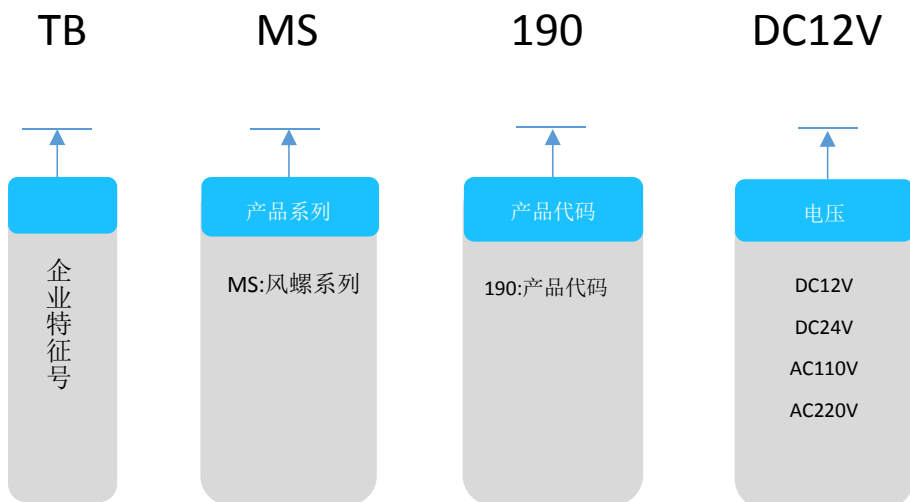 TB
MS
190
DC12V
产品系列
产品代码
电压
企业特征号
MS:风螺系列
190:产品代码
DC12V
DC24V
AC110V
AC220V